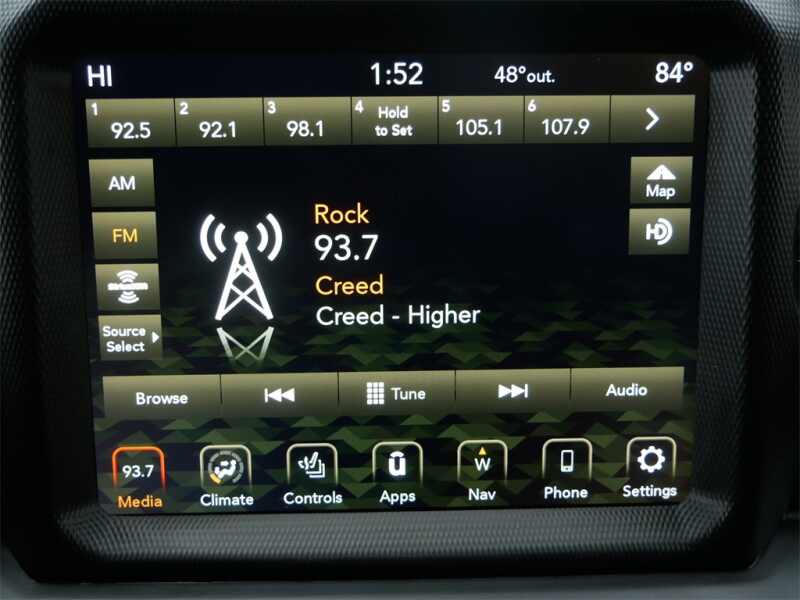 HI 1:52 48° out. 84°
1 92.5 2 92.1 3 98.1 4 Hold to Set 5 105.1 6 107.9
AM
Map
FM
HD
SiriusXM
Source
Select
Rock
93.7
Creed
Creed - Higher
Browse Tune Audio
93.7 U W
Media Climate Controls Apps Nav Phone Settings